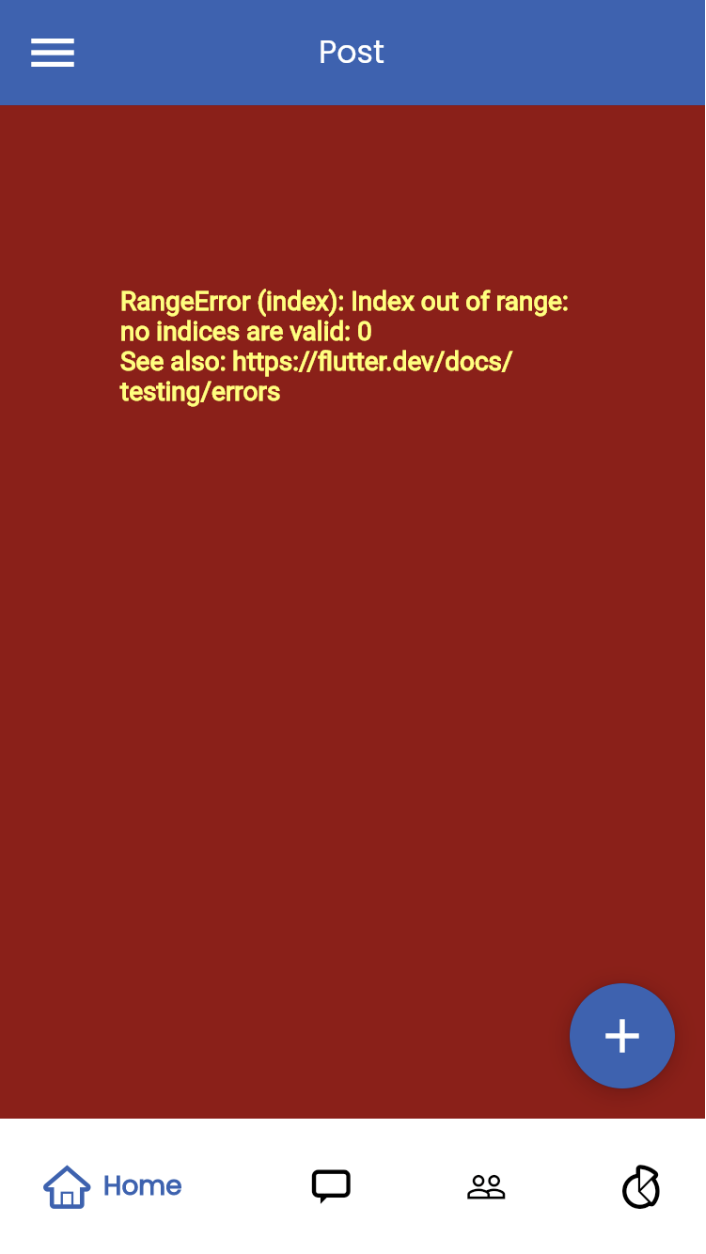 Post
RangeError (index): Index out of range:
no indices are valid: 0
See also: https://flutter.dev/docs/
testing/errors
Home